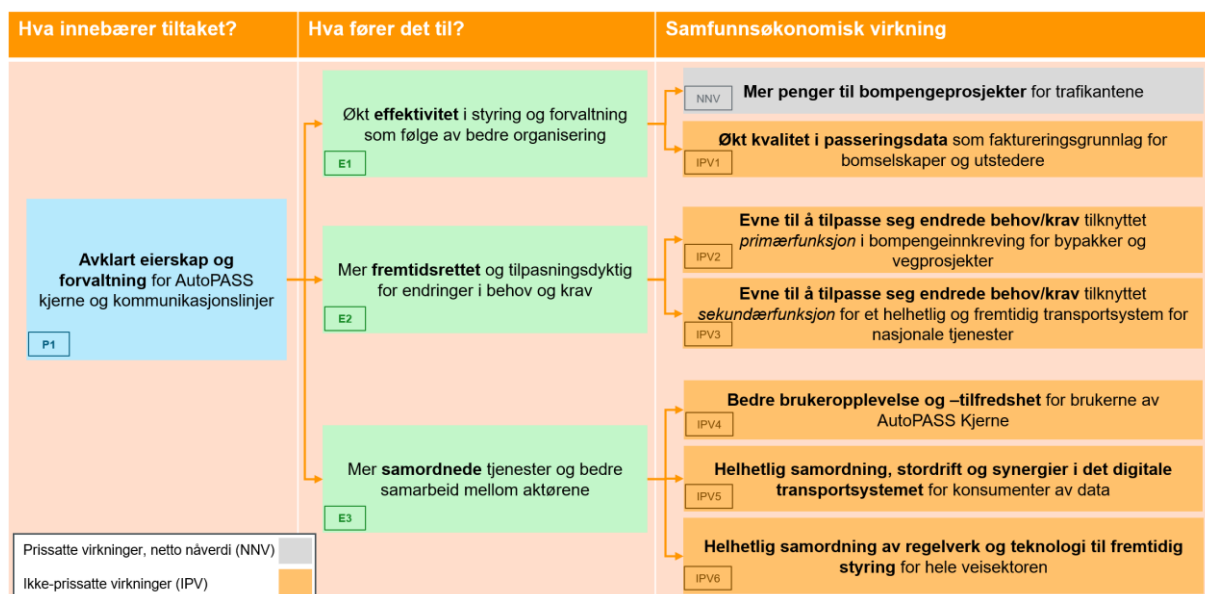 Hva innebærer tiltaket?
Hva fører det til?
Samfunnsøkonomisk virkning
Avklart eierskap og
forvaltning for AutoPASS
kjerne og kommunikasjonslinjer
P1
Økt effektivitet i styring og forvaltning
som følge av bedre organisering
E1
Mer fremtidsrettet og tilpasningsdyktig
for endringer i behov og krav
E2
Mer samordnede tjenester og bedre
samarbeid mellom aktørene
E3
Mer penger til bompengeprosjekter for trafikantene
NNV
Økt kvalitet i passeringsdata som faktureringsgrunnlag for
bomselskaper og utstedere
IPV1
Evne til å tilpasse seg endrede behov/krav tilknyttet
primærfunksjon i bompengeinnkreving for bypakker og
vegprosjekter
IPV2
Evne til å tilpasse seg endrede behov/krav tilknyttet
sekundærfunksjon for et helhetlig og fremtidig transportsystem for
nasjonale tjenester
IPV3
Bedre brukeropplevelse og –tilfredshet for brukerne av
AutoPASS Kjerne
IPV4
Helhetlig samordning, stordrift og synergier i det digitale
transportsystemet for konsumenter av data
IPV5
Helhetlig samordning av regelverk og teknologi til fremtidig
styring for hele veisektoren
IPV6
Prissatte virkninger, netto nåverdi (NNV)
Ikke-prissatte virkninger (IPV)